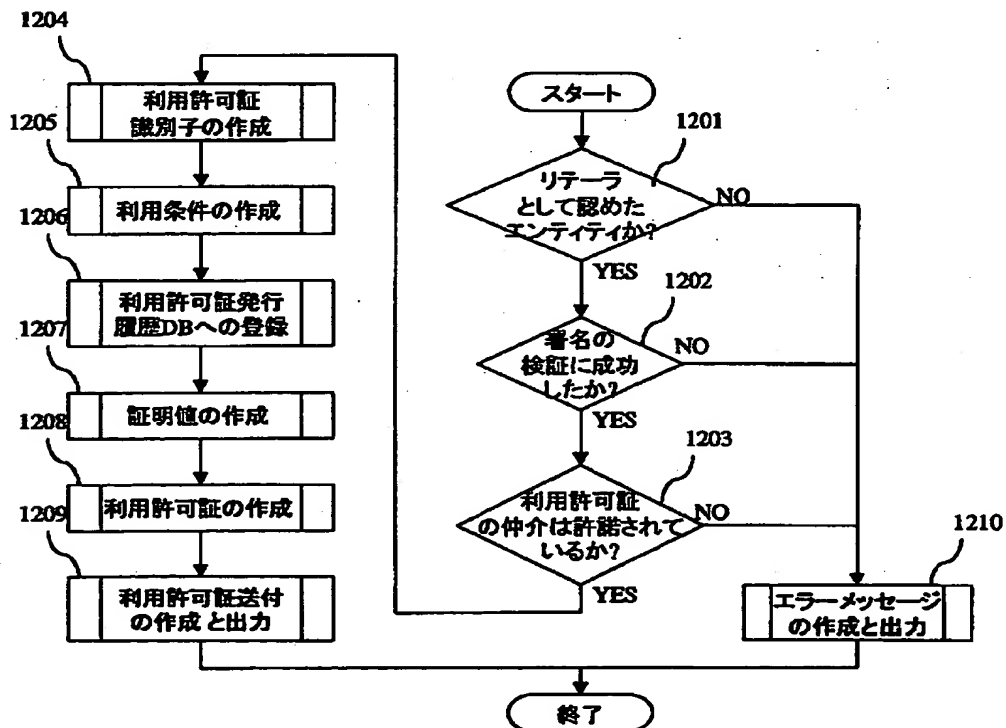 1204
利用許可証
識別子の作成
1205
利用条件の作成
1206
利用許可証発行
履歴DBへの登録
1207
証明値の作成
1208
利用許可証の作成
1209
利用許可証送付
の作成と出力
スタート
1201
リテーラ
として認めた
エンティティか?
NO
YES
1202
署名の
検証に成功
したか?
NO
YES
1203
利用許可証
の仲介は許諾されて
いるか?
NO
YES
1210
エラーメッセージ
の作成と出力
終了